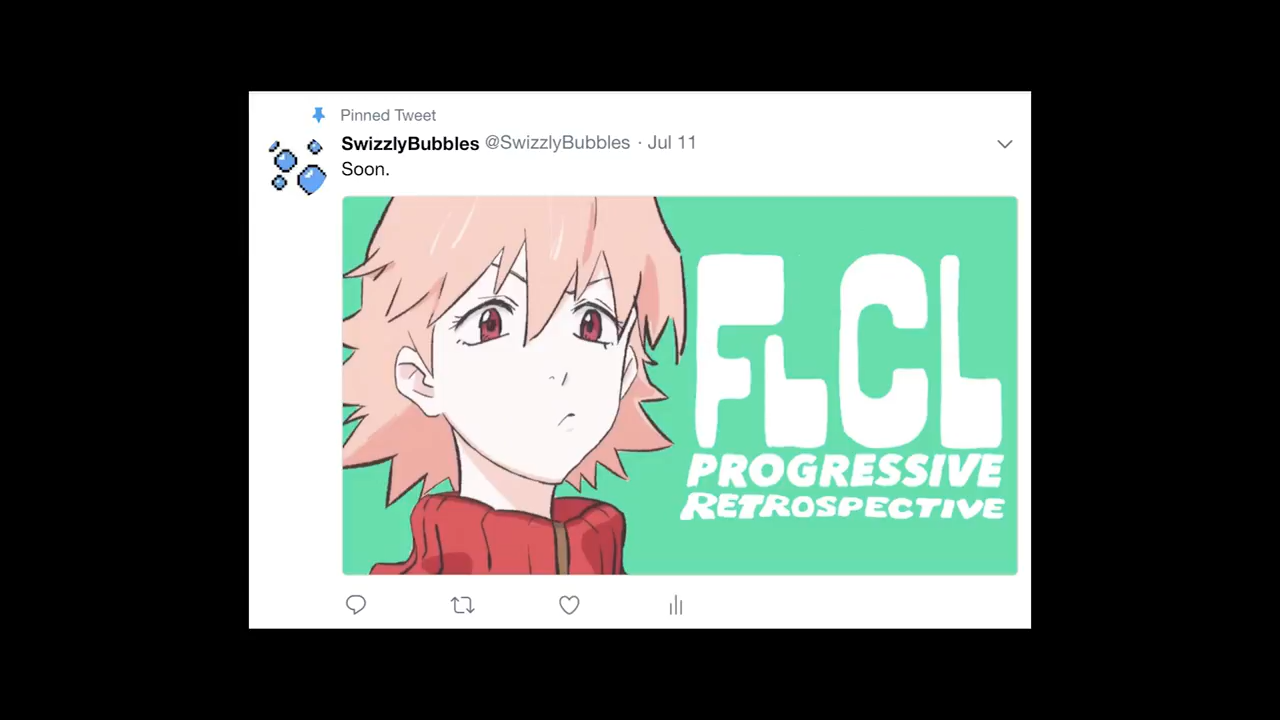 Pinned Tweet
SwizzlyBubbles @SwizzlyBubbles · Jul 11
Soon.
FLCL
PROGRESSIVE
RETROSPECTIVE